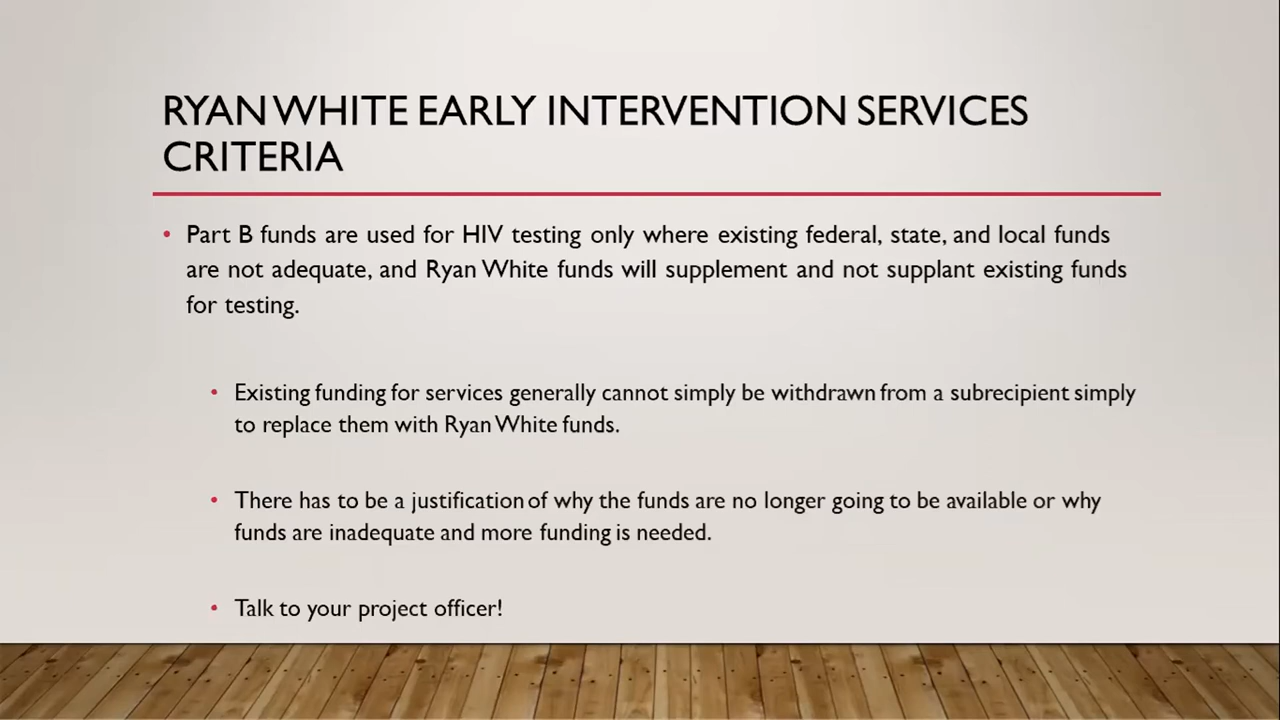 RYAN WHITE EARLY INTERVENTION SERVICES
CRITERIA
• Part B funds are used for HIV testing only where existing federal, state, and local funds
are not adequate, and Ryan White funds will supplement and not supplant existing funds
for testing.
• Existing funding for services generally cannot simply be withdrawn from a subrecipient simply
to replace them with Ryan White funds.
• There has to be a justification of why the funds are no longer going to be available or why
funds are inadequate and more funding is needed.
• Talk to your project officer!